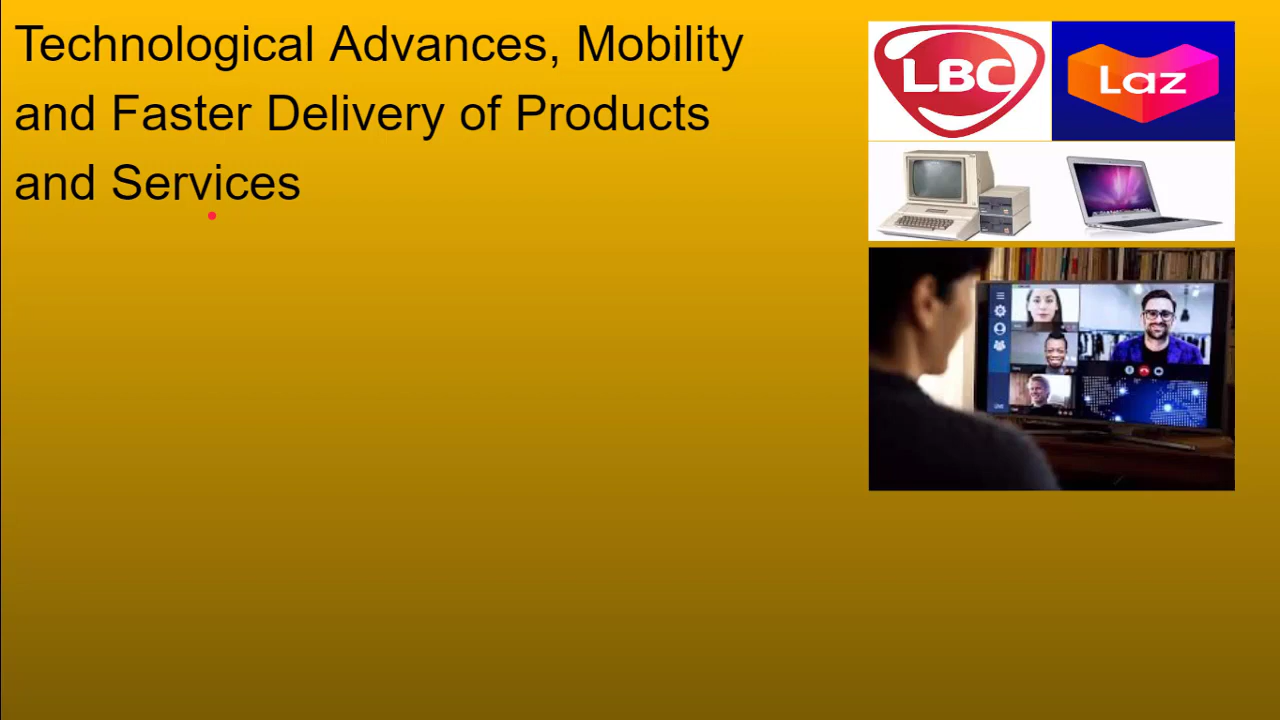 Technological Advances, Mobility
and Faster Delivery of Products
and Services
LBC
Laz